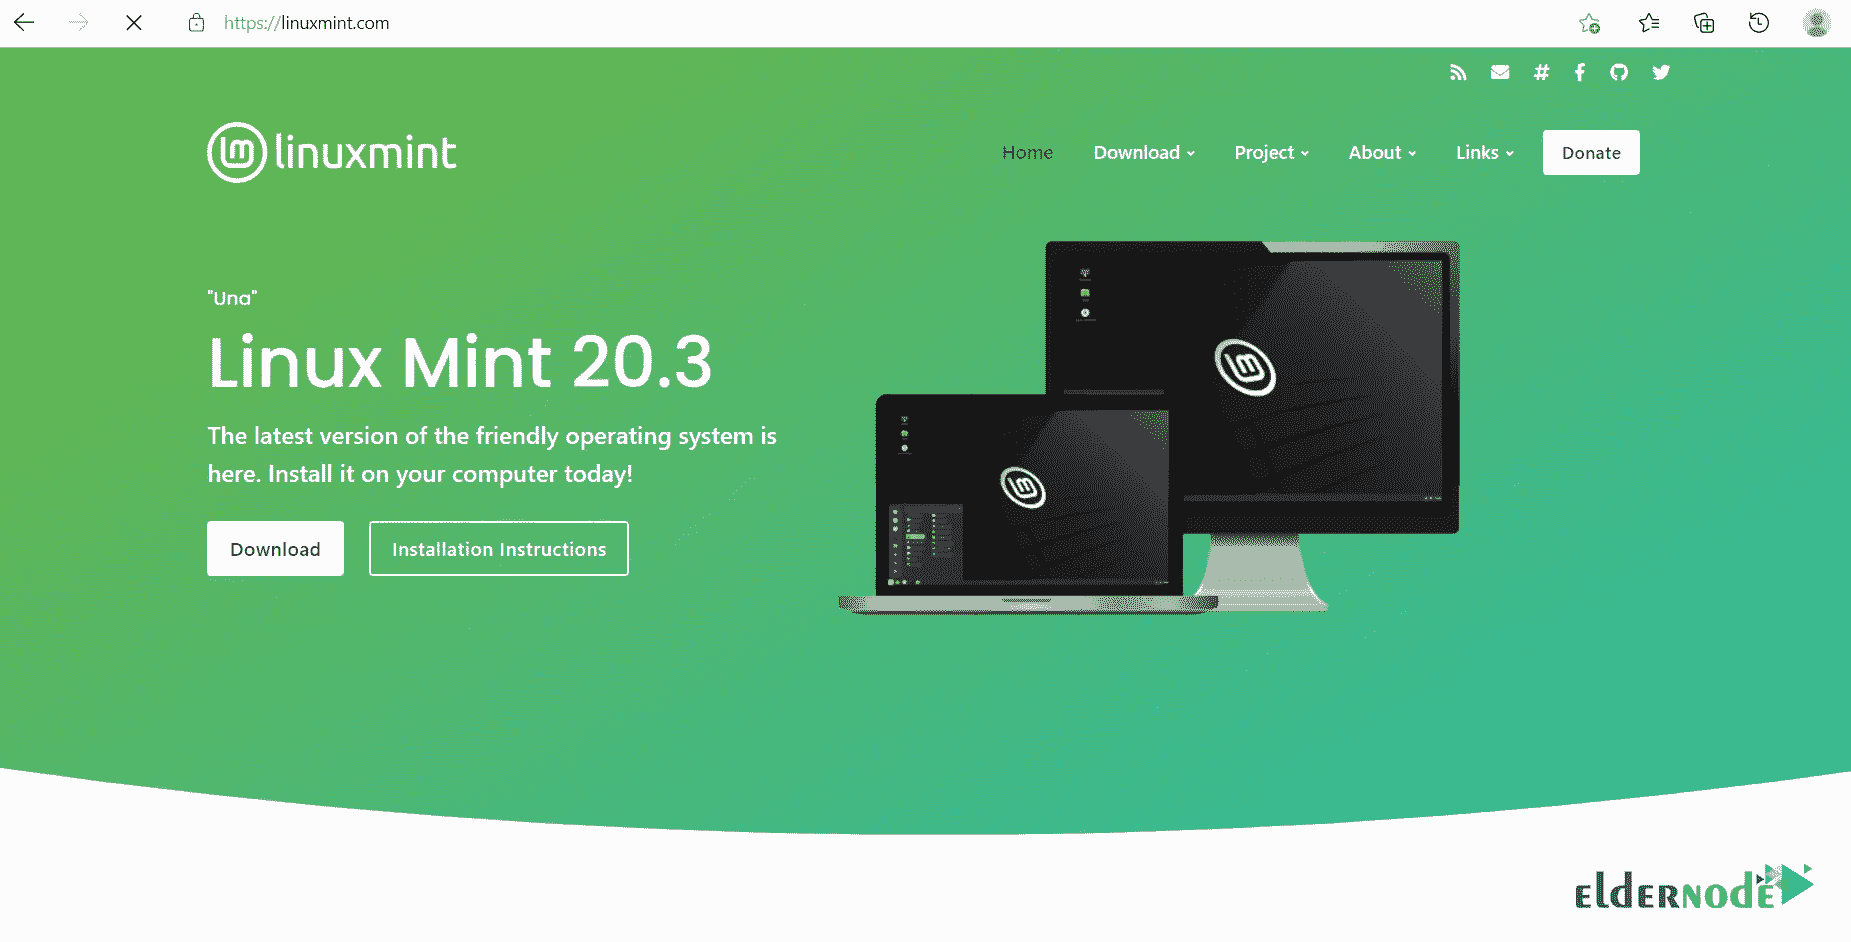 https://linuxmint.com
linuxmint
Home Download Project About Links Donate
"Una"
Linux Mint 20.3
The latest version of the friendly operating system is
here. Install it on your computer today!
Download Installation Instructions
ELDERNODE